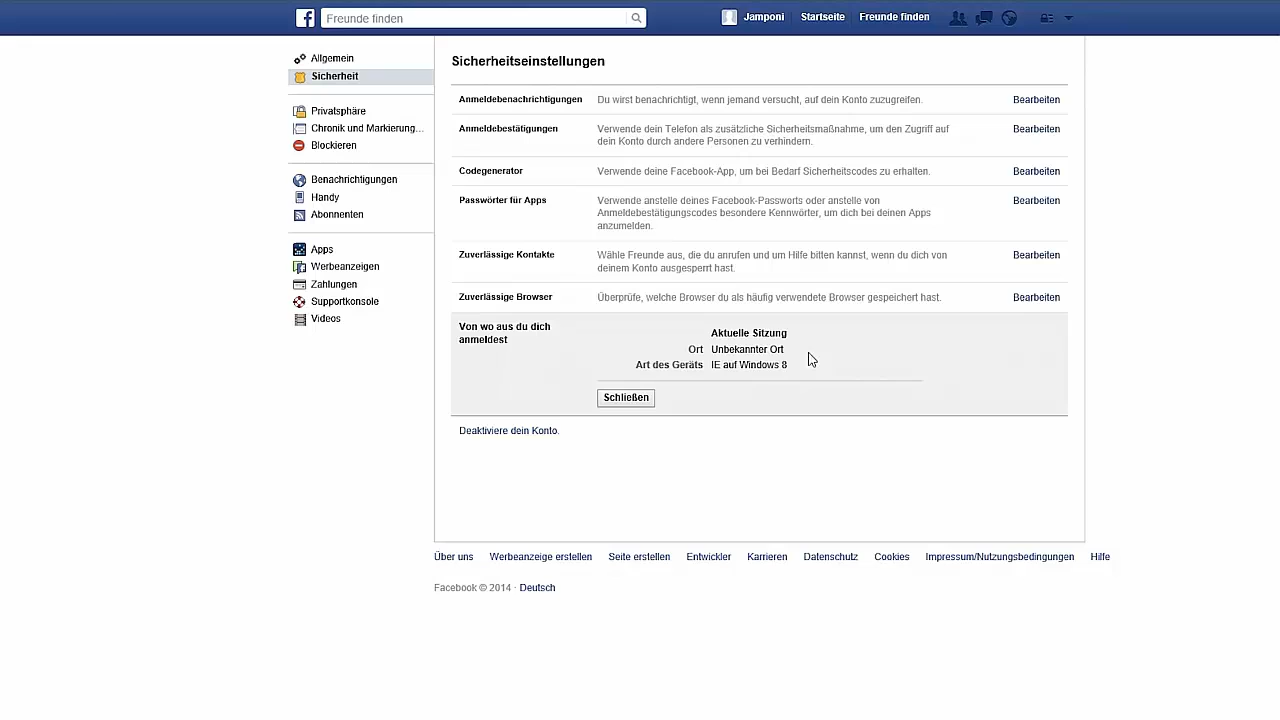 Freunde finden
Jamponi Startseite Freunde finden
Allgemein
Sicherheit
Privatsphäre
Chronik und Markierung...
Blockieren
Benachrichtigungen
Handy
Abonnenten
Apps
Werbeanzeigen
Zahlungen
Supportkonsole
Videos
Sicherheitseinstellungen
Anmeldebenachrichtigungen Du wirst benachrichtigt, wenn jemand versucht, auf dein Konto zuzugreifen. Bearbeiten
Anmeldebestätigungen Verwende dein Telefon als zusätzliche Sicherheitsmaßnahme, um den Zugriff auf Bearbeiten
dein Konto durch andere Personen zu verhindern.
Codegenerator Verwende deine Facebook-App, um bei Bedarf Sicherheitscodes zu erhalten. Bearbeiten
Passwörter für Apps Verwende anstelle deines Facebook-Passworts oder anstelle von Bearbeiten
Anmeldebestätigungscodes besondere Kennwörter, um dich bei deinen Apps
anzumelden.
Zuverlässige Kontakte Wähle Freunde aus, die du anrufen und um Hilfe bitten kannst, wenn du dich von Bearbeiten
deinem Konto ausgesperrt hast.
Zuverlässige Browser Überprüfe, welche Browser du als häufig verwendete Browser gespeichert hast. Bearbeiten
Von wo aus du dich
anmeldest
Aktuelle Sitzung
Ort Unbekannter Ort
Art des Geräts IE auf Windows 8
Schließen
Deaktiviere dein Konto.
Über uns Werbeanzeige erstellen Seite erstellen Entwickler Karrieren Datenschutz Cookies Impressum/Nutzungsbedingungen Hilfe
Facebook © 2014 · Deutsch